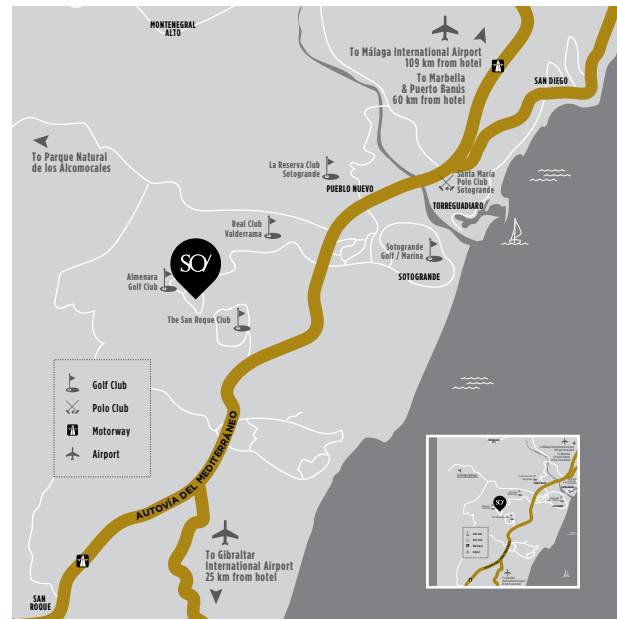 MONTENEGRAL
ALTO
To Málaga International Airport
109 km from hotel
To Marbella
& Puerto Banús
60 km from hotel
SAN DIEGO
To Parque Natural
de los Alcomocales
La Reserva Club
Sotogrande
PUEBLO NUEVO
Santa María
Polo Club
Sotogrande
TORREGUADIARO
Real Club
Valderrama
Sotogrande
Golf / Marina
SOTOGRANDE
SO/
Almenara
Golf Club
The San Roque Club
Golf Club
Polo Club
Motorway
Airport
AUTOVÍA DEL MEDITERRÁNEO
To Gibraltar
International Airport
25 km from hotel
SAN
ROQUE
SO/